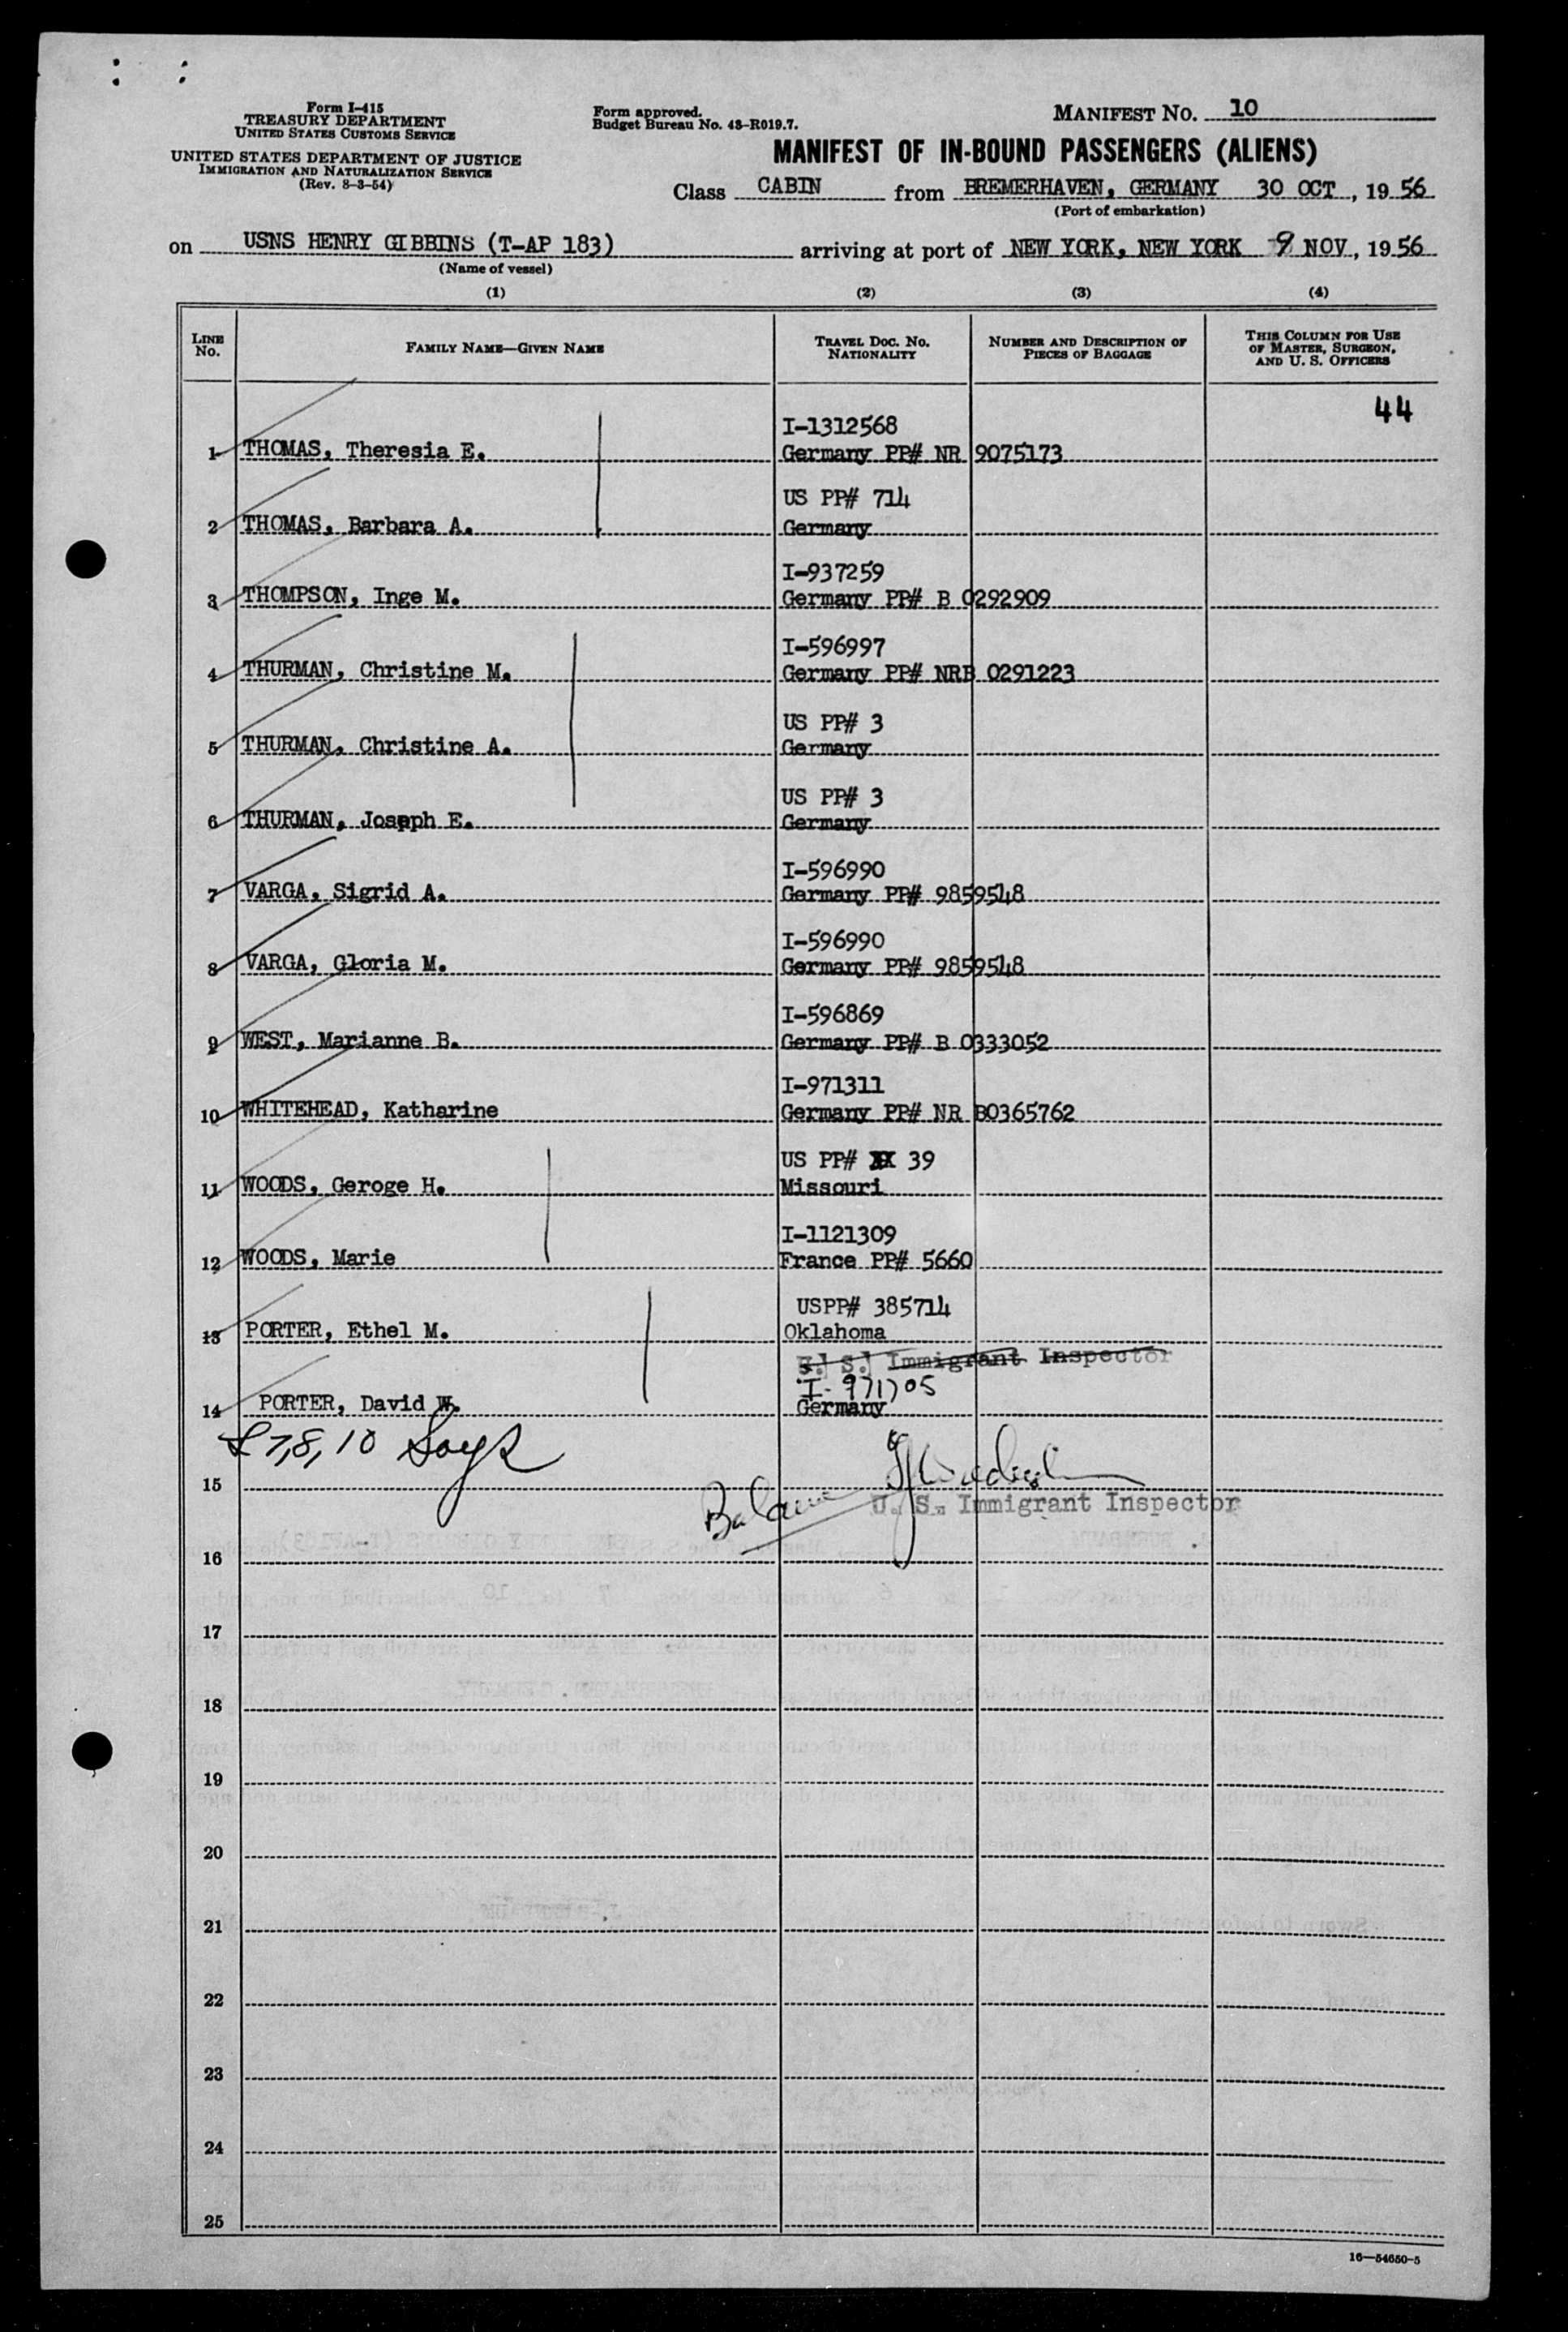 Form I-415
TREASURY DEPARTMENT
UNITED STATES CUSTOMS SERVICE
UNITED STATES DEPARTMENT OF JUSTICE
IMMIGRATION AND NATURALIZATION SERVICE
(Rev. 8-3-54)
Form approved.
Budget Bureau No. 43-R019.7.
MANIFEST No. 10
MANIFEST OF IN-BOUND PASSENGERS (ALIENS)
Class CABIN from BREMERHAVEN, GERMANY 30 OCT, 1956
(Port of embarkation)
on USNS HENRY GIBBINS (T-AP 183) arriving at port of NEW YORK, NEW YORK 9 NOV, 1956
(Name of vessel)
(1) (2) (3) (4)
LINE No. FAMILY NAME—GIVEN NAME TRAVEL DOC. NO. NATIONALITY NUMBER AND DESCRIPTION OF PIECES OF BAGGAGE THIS COLUMN FOR USE OF MASTER, SURGEON, AND U. S. OFFICERS
44
I-1312568
1 THOMAS, Theresia E. Germany PP# NR 9075173
US PP# 714
2 THOMAS, Barbara A. Germany
I-937259
3 THOMPSON, Inge M. Germany PP# B 0292909
I-596997
4 THURMAN, Christine M. Germany PP# NRB 0291223
US PP# 3
5 THURMAN, Christine A. Germany
US PP# 3
6 THURMAN, Joseph E. Germany
I-596990
7 VARGA, Sigrid A. Germany PP# 9859548
I-596990
8 VARGA, Gloria M. Germany PP# 9859548
I-596869
9 WEST, Marianne B. Germany PP# B 0333052
I-971311
10 WHITEHEAD, Katharine Germany PP# NR B0365762
US PP# XX 39
11 WOODS, Geroge H. Missouri
I-1121309
12 WOODS, Marie France PP# 5660
USPP# 385714
13 PORTER, Ethel M. Oklahoma
U. S. Immigrant Inspector
I-971705
14 PORTER, David W. Germany
7,8,10
15
Balance
U. S. Immigrant Inspector
16
17
18
19
20
21
22
23
24
25
16—54650-5